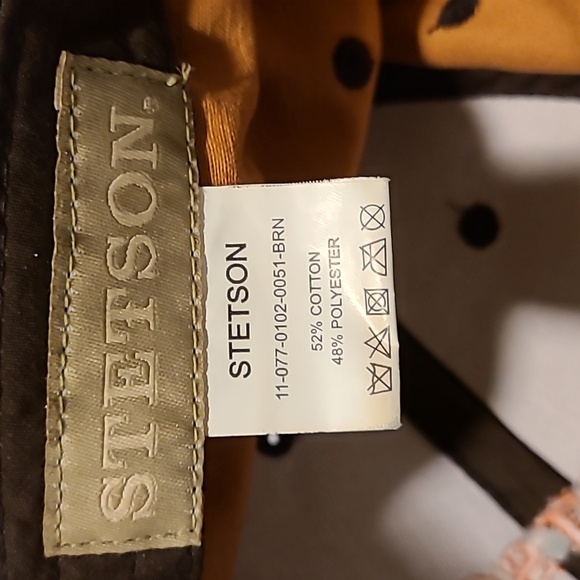 STETSON®
STETSON
11-077-0102-0051-BRN
52% COTTON
48% POLYESTER